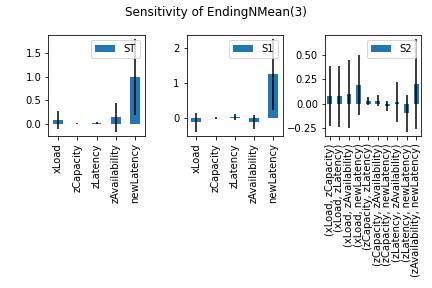 Sensitivity of EndingNMean(3)
ST
1.5
1.0
0.5
0.0
xLoad
zCapacity
zLatency
zAvailability
newLatency
S1
2
1
0
xLoad
zCapacity
zLatency
zAvailability
newLatency
S2
0.50
0.25
0.00
−0.25
(xLoad, zCapacity)
(xLoad, zLatency)
(xLoad, zAvailability)
(xLoad, newLatency)
(zCapacity, zLatency)
(zCapacity, zAvailability)
(zCapacity, newLatency)
(zLatency, zAvailability)
(zLatency, newLatency)
(zAvailability, newLatency)